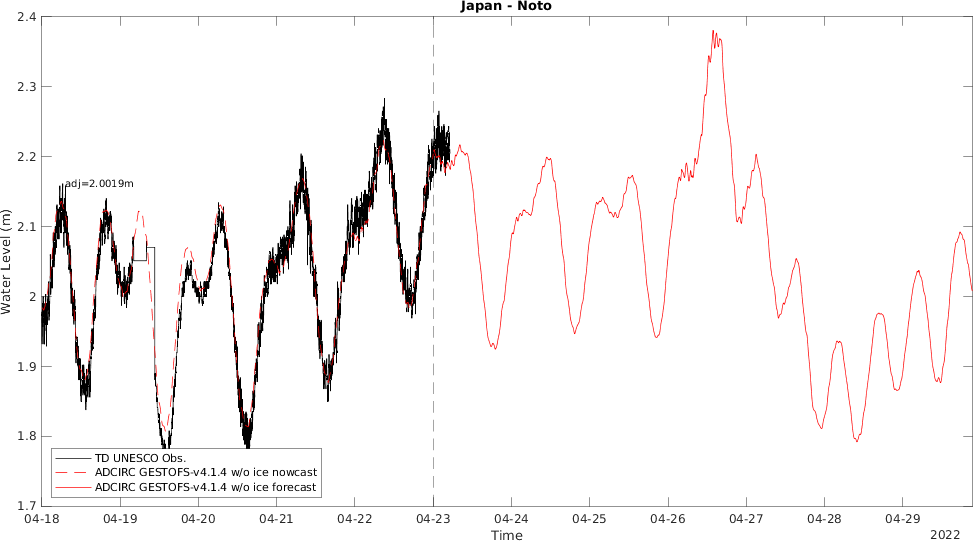 Japan - Noto
2.4
2.3
2.2
2.1
2
1.9
1.8
1.7
Water Level (m)
adj=2.0019m
TD UNESCO Obs.
ADCIRC GESTOFS-v4.1.4 w/o ice nowcast
ADCIRC GESTOFS-v4.1.4 w/o ice forecast
04-18 04-19 04-20 04-21 04-22 04-23 04-24 04-25 04-26 04-27 04-28 04-29
Time
2022